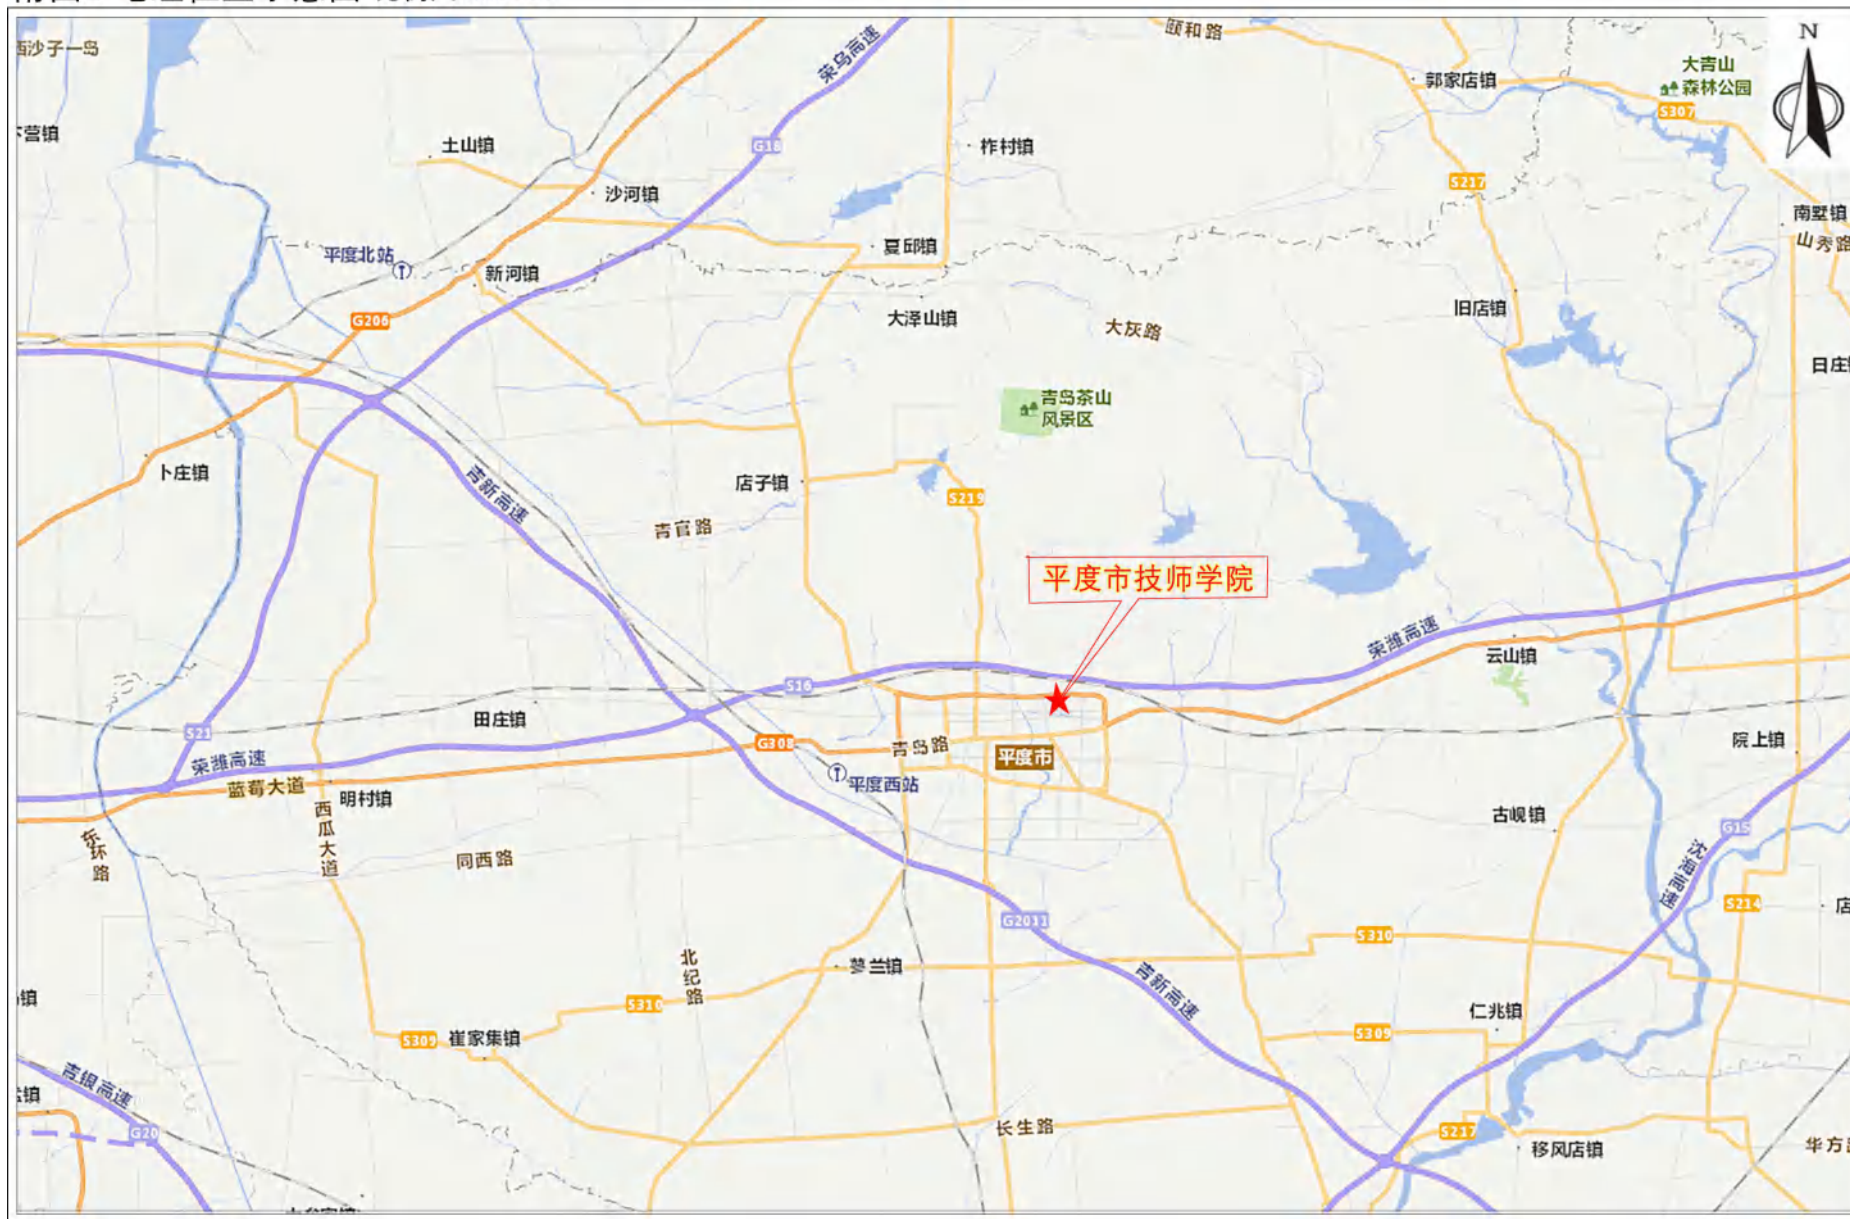 西沙子一岛
颐和路
荣乌高速
N
大青山
森林公园
郭家店镇
S307
下营镇
土山镇
G18
柞村镇
沙河镇
S217
南墅镇
山秀路
夏邱镇
平度北站
新河镇
G206
大泽山镇
大灰路
旧店镇
日庄镇
青岛茶山
风景区
卜庄镇
青新高速
店子镇
S219
青官路
平度市技师学院
荣潍高速
云山镇
S16
田庄镇
S21
荣潍高速
G308
青岛路
平度市
院上镇
蓝莓大道
平度西站
明村镇
西瓜大道
东环路
同西路
古岘镇
G15
沈海高速
S214
店
G2011
S310
北纪路
蓼兰镇
青新高速
镇
S310
仁兆镇
S309
崔家集镇
S309
青银高速
镇
G20
长生路
S217
移风店镇
华方